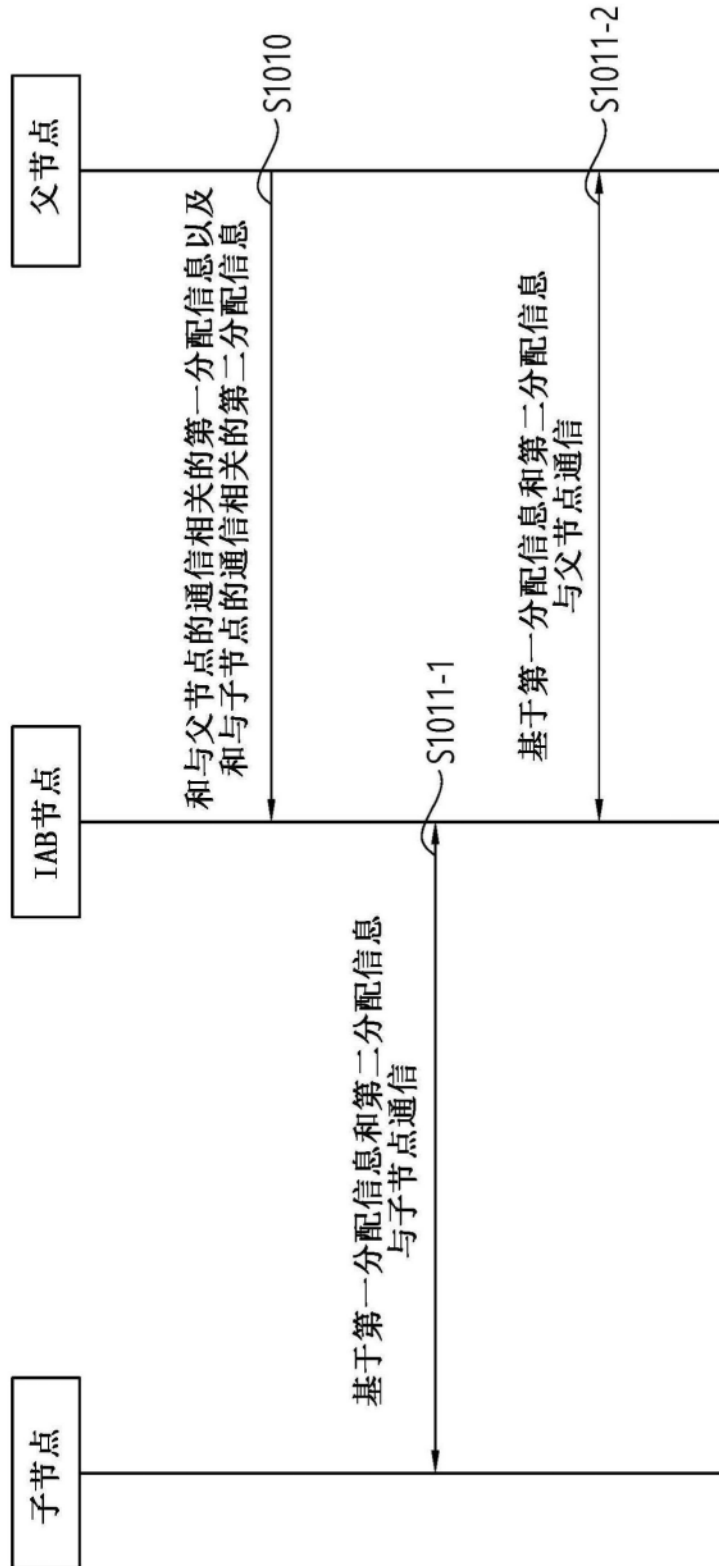 子节点
IAB节点
父节点
和与父节点的通信相关的第一分配信息以及
和与子节点的通信相关的第二分配信息
S1010
基于第一分配信息和第二分配信息
与子节点通信
S1011-1
基于第一分配信息和第二分配信息
与父节点通信
S1011-2